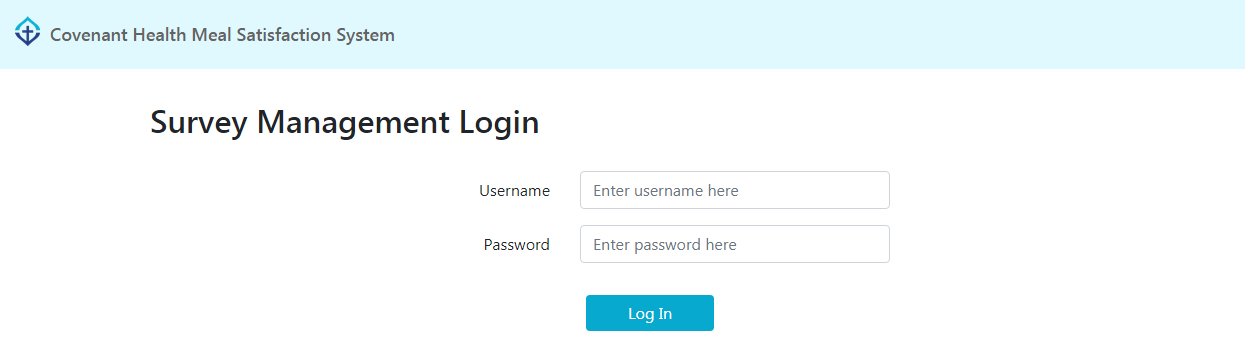 Covenant Health Meal Satisfaction System
Survey Management Login
Username
Enter username here
Password
Enter password here
Log In